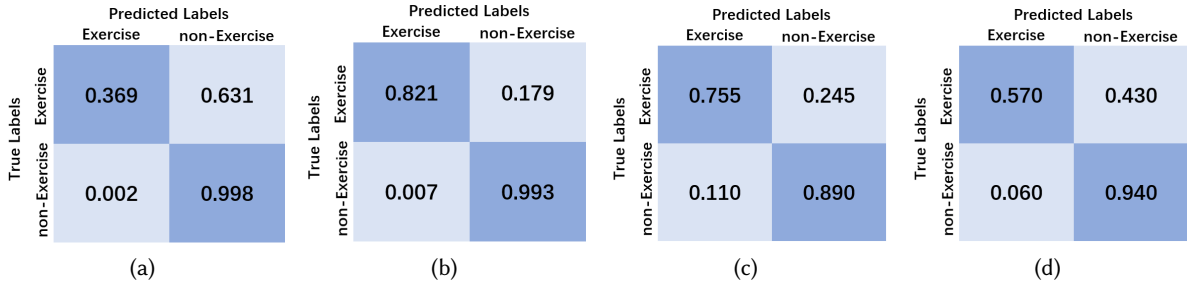 Predicted Labels
Exercise non-Exercise
True Labels
Exercise
0.369 0.631
non-Exercise
0.002 0.998
(a)
Predicted Labels
Exercise non-Exercise
True Labels
Exercise
0.821 0.179
non-Exercise
0.007 0.993
(b)
Predicted Labels
Exercise non-Exercise
True Labels
Exercise
0.755 0.245
non-Exercise
0.110 0.890
(c)
Predicted Labels
Exercise non-Exercise
True Labels
Exercise
0.570 0.430
non-Exercise
0.060 0.940
(d)